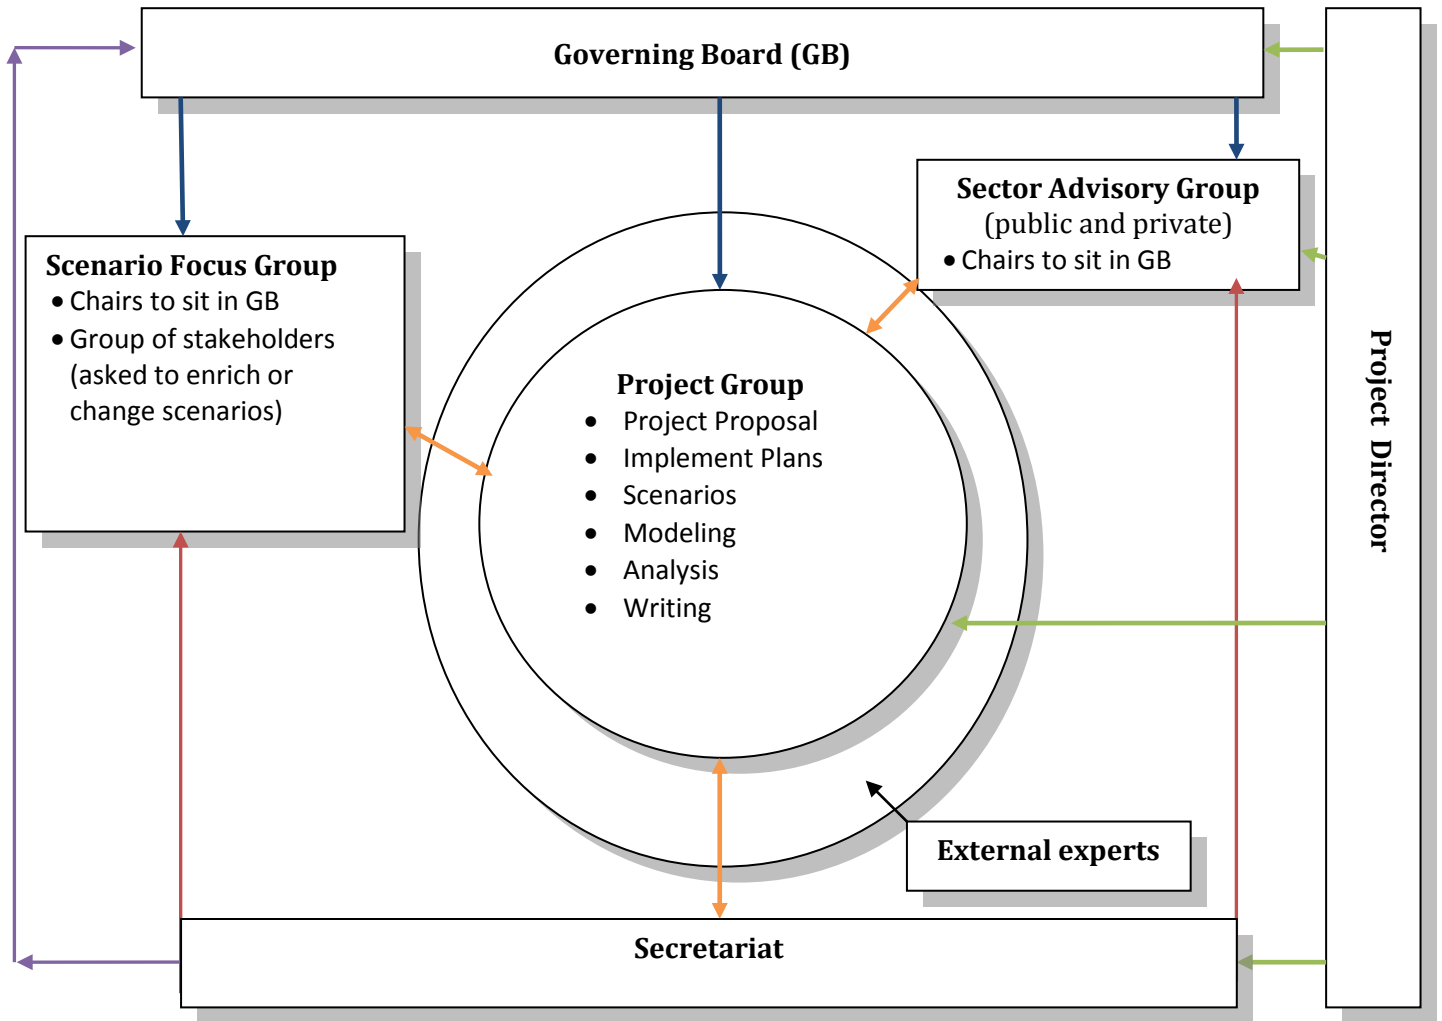 Governing Board (GB)
Sector Advisory Group
(public and private)
• Chairs to sit in GB
Scenario Focus Group
• Chairs to sit in GB
• Group of stakeholders
(asked to enrich or
change scenarios)
Project Group
• Project Proposal
• Implement Plans
• Scenarios
• Modeling
• Analysis
• Writing
Project Director
External experts
Secretariat